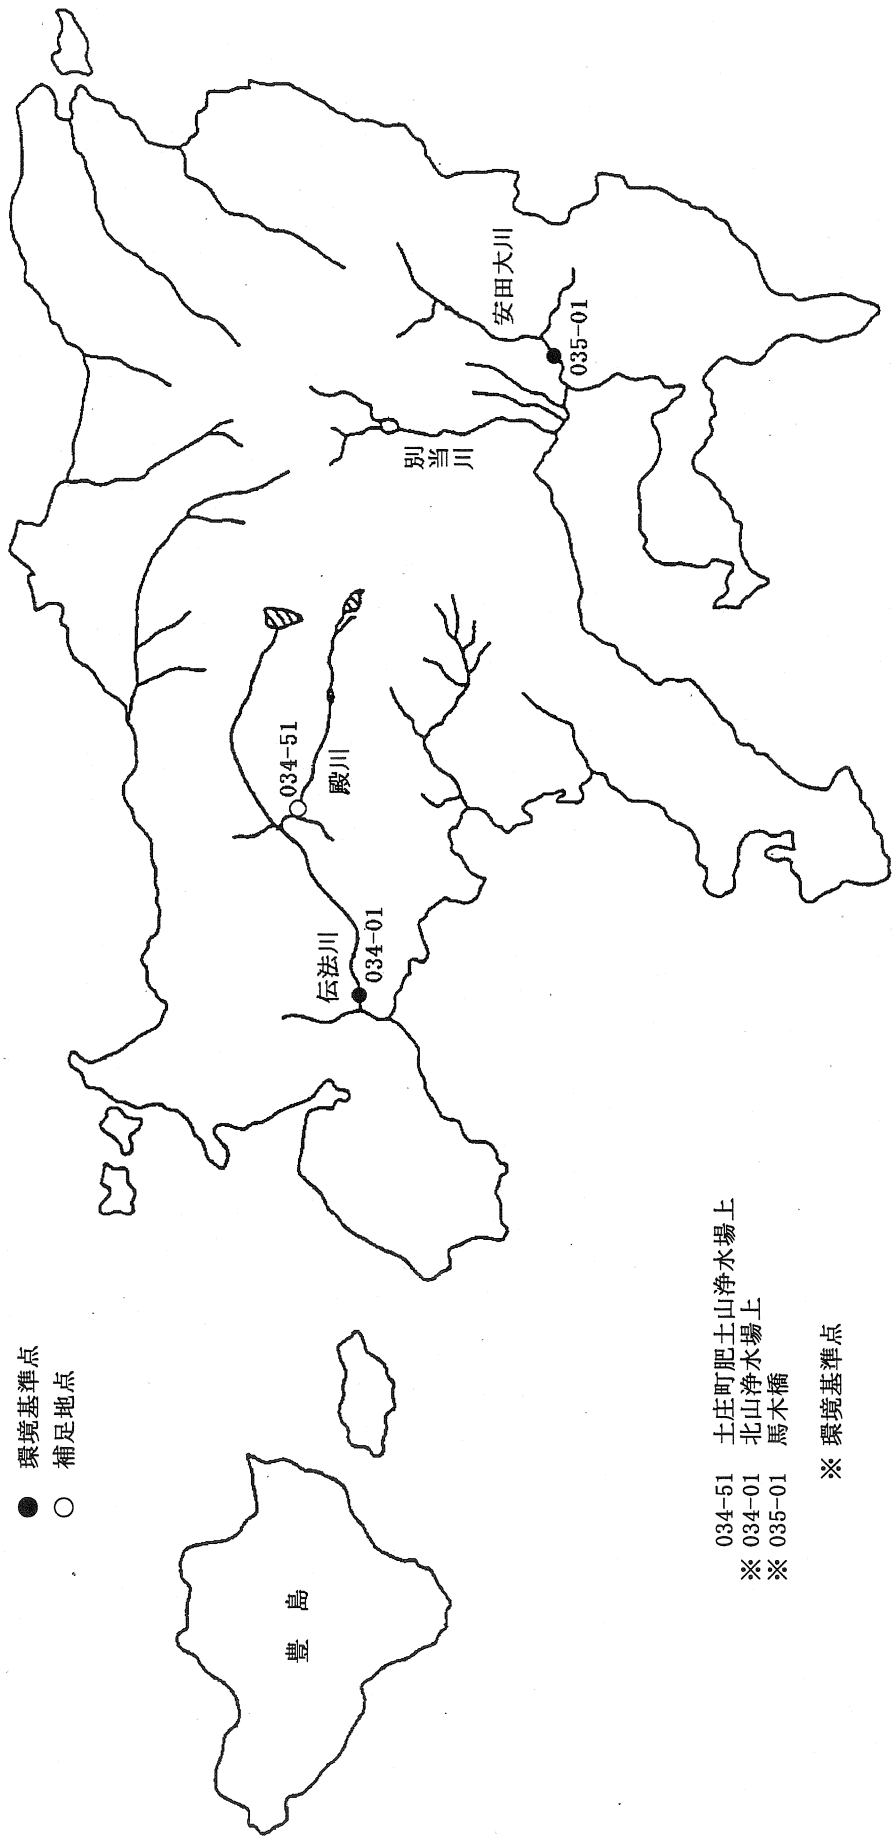 ● 環境基準点
○ 補足地点
豊 島
伝法川
034-01
034-51
殿川
別当川
安田大川
035-01
034-51 土庄町肥土山浄水場上
※ 034-01 北山浄水場上
※ 035-01 馬木橋
※ 環境基準点